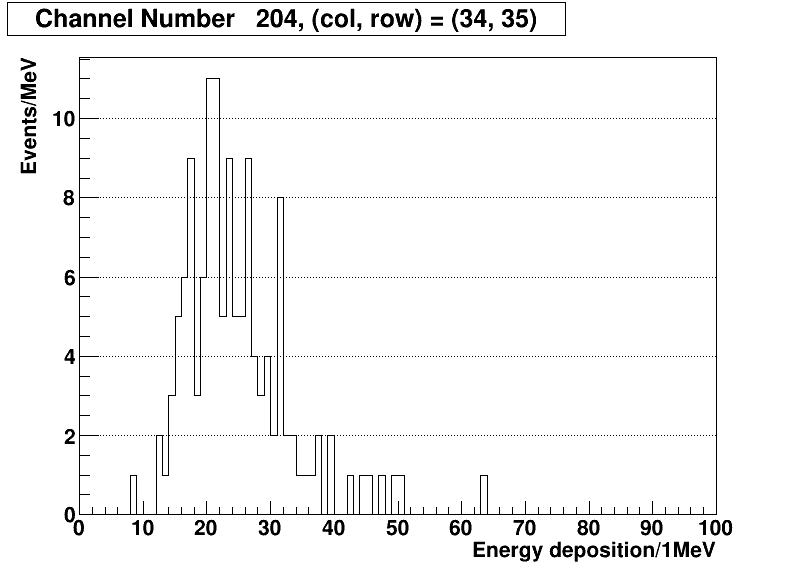 Channel Number   204, (col, row) = (34, 35)
Events/MeV
10
8
6
4
2
0
0 10 20 30 40 50 60 70 80 90 100
Energy deposition/1MeV